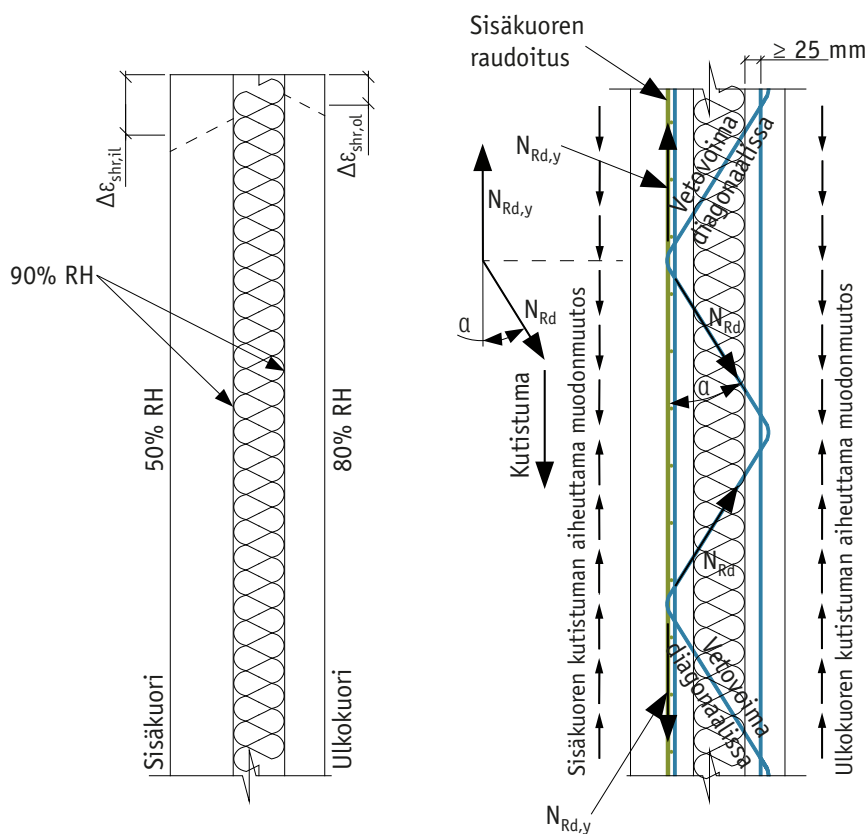 Δε_shr,il
Δε_shr,ol
90% RH
50% RH
80% RH
Sisäkuori
Ulkokuori
Sisäkuoren
raudoitus
≥ 25 mm
N_Rd,y
N_Rd,y
α
N_Rd
Kutistuma
Sisäkuoren kutistuman aiheuttama muodonmuutos
Vetovoima
diagonaalissa
N_Rd
α
N_Rd
Vetovoima
diagonaalissa
N_Rd,y
Ulkokuoren kutistuman aiheuttama muodonmuutos